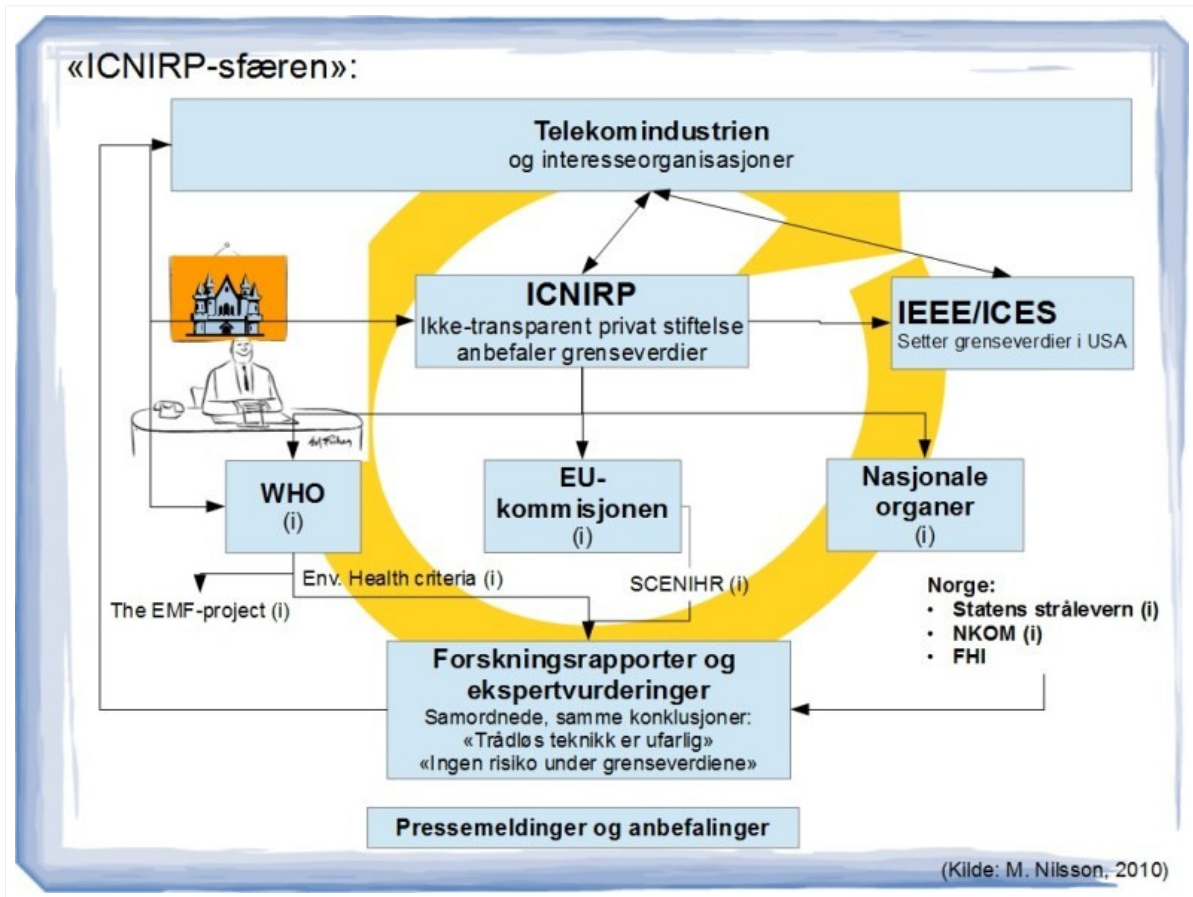 «ICNIRP-sfæren»:
Telekomindustrien
og interesseorganisasjoner
ICNIRP
Ikke-transparent privat stiftelse
anbefaler grenseverdier
IEEE/ICES
Setter grenseverdier i USA
WHO
(i)
EU-
kommisjonen
(i)
Nasjonale
organer
(i)
Env. Health criteria (i)
SCENIHR (i)
The EMF-project (i)
Norge:
• Statens strålevern (i)
• NKOM (i)
• FHI
Forskningsrapporter og
ekspertvurderinger
Samordnede, samme konklusjoner:
«Trådløs teknikk er ufarlig»
«Ingen risiko under grenseverdiene»
Pressemeldinger og anbefalinger
(Kilde: M. Nilsson, 2010)